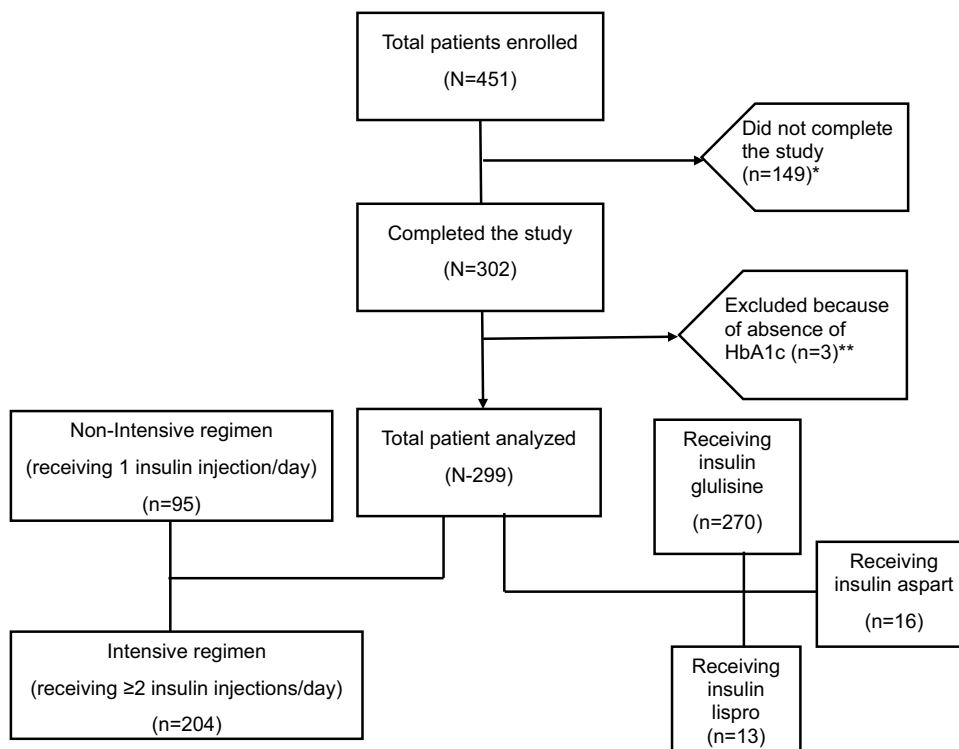 Total patients enrolled
(N=451)
Did not complete
the study
(n=149)*
Completed the study
(N=302)
Excluded because
of absence of
HbA1c (n=3)**
Non-Intensive regimen
(receiving 1 insulin injection/day)
(n=95)
Total patient analyzed
(N-299)
Receiving
insulin
glulisine
(n=270)
Receiving
insulin aspart
(n=16)
Intensive regimen
(receiving ≥2 insulin injections/day)
(n=204)
Receiving
insulin
lispro
(n=13)